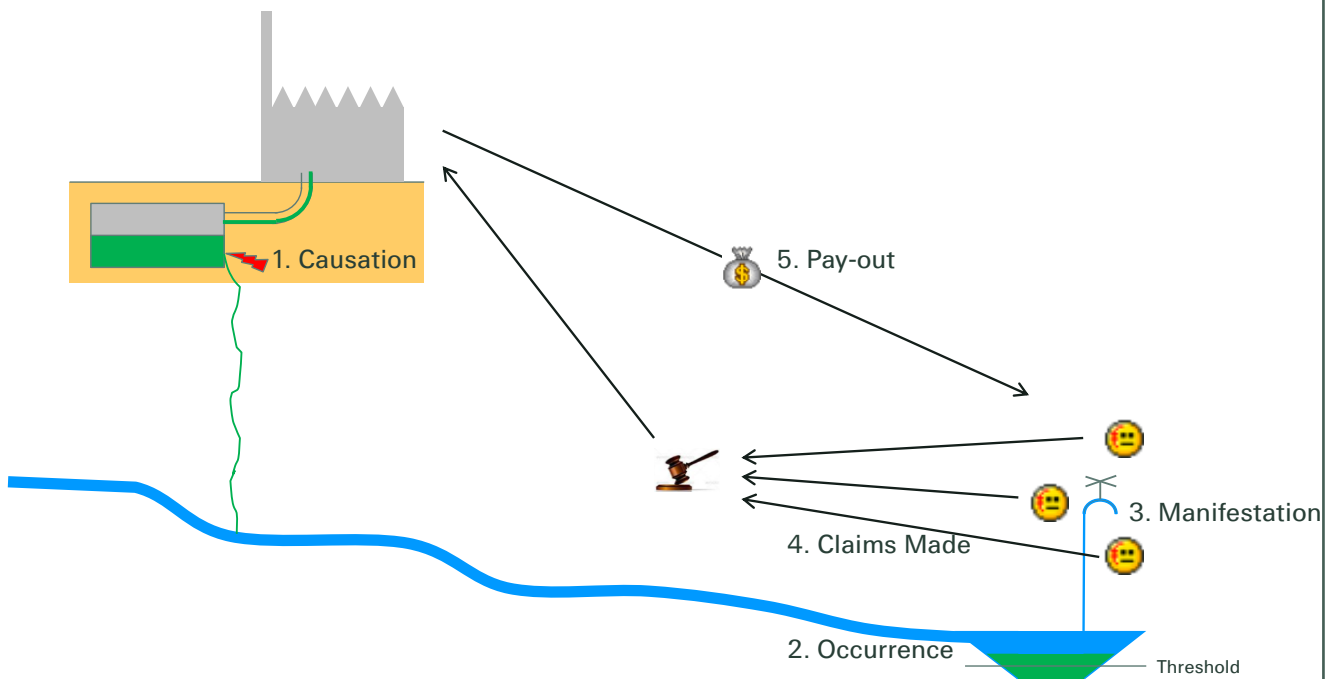 5. Pay-out
1. Causation
3. Manifestation
4. Claims Made
2. Occurrence
Threshold